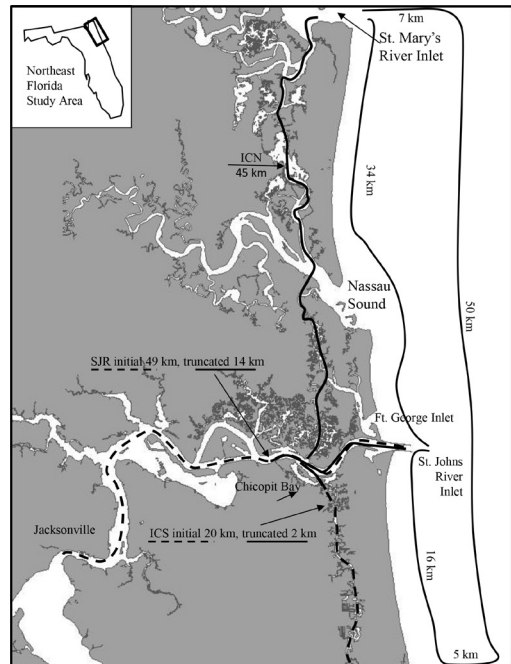 7 km
St. Mary's
River Inlet
Northeast
Florida
Study Area
ICN
45 km
34 km
Nassau
Sound
50 km
SJR initial 49 km, truncated 14 km
Ft. George Inlet
St. Johns
River
Inlet
Chicopit Bay
Jacksonville
ICS initial 20 km, truncated 2 km
16 km
5 km